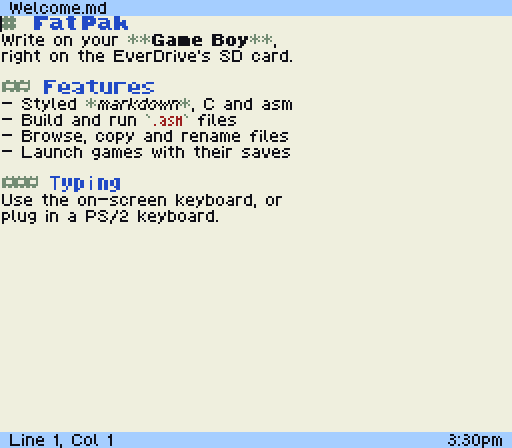 Welcome.md
# FatPak
Write on your **Game Boy**,
right on the EverDrive's SD card.
## Features
- Styled *markdown*, C and asm
- Build and run `.asm` files
- Browse, copy and rename files
- Launch games with their saves
### Typing
Use the on-screen keyboard, or
plug in a PS/2 keyboard.
Line 1, Col 1
3:30pm